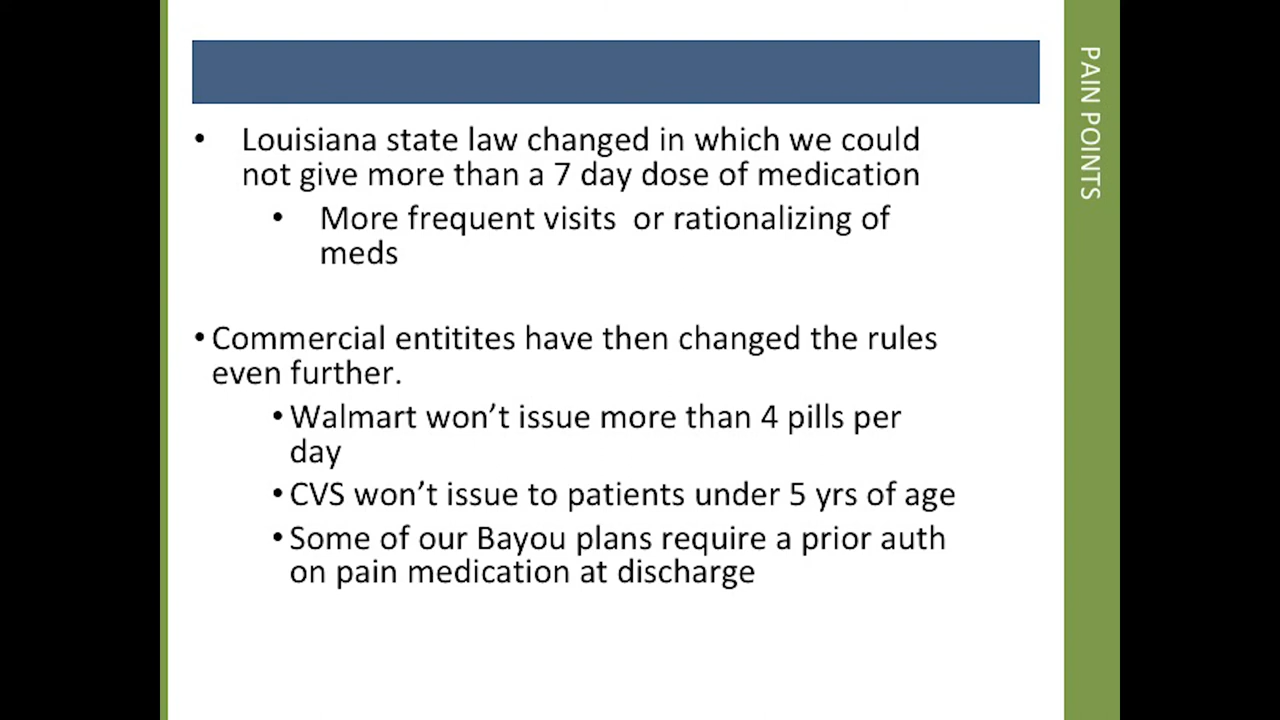 • Louisiana state law changed in which we could
not give more than a 7 day dose of medication
• More frequent visits or rationalizing of
meds
• Commercial entitites have then changed the rules
even further.
• Walmart won’t issue more than 4 pills per
day
• CVS won’t issue to patients under 5 yrs of age
• Some of our Bayou plans require a prior auth
on pain medication at discharge
PAIN POINTS